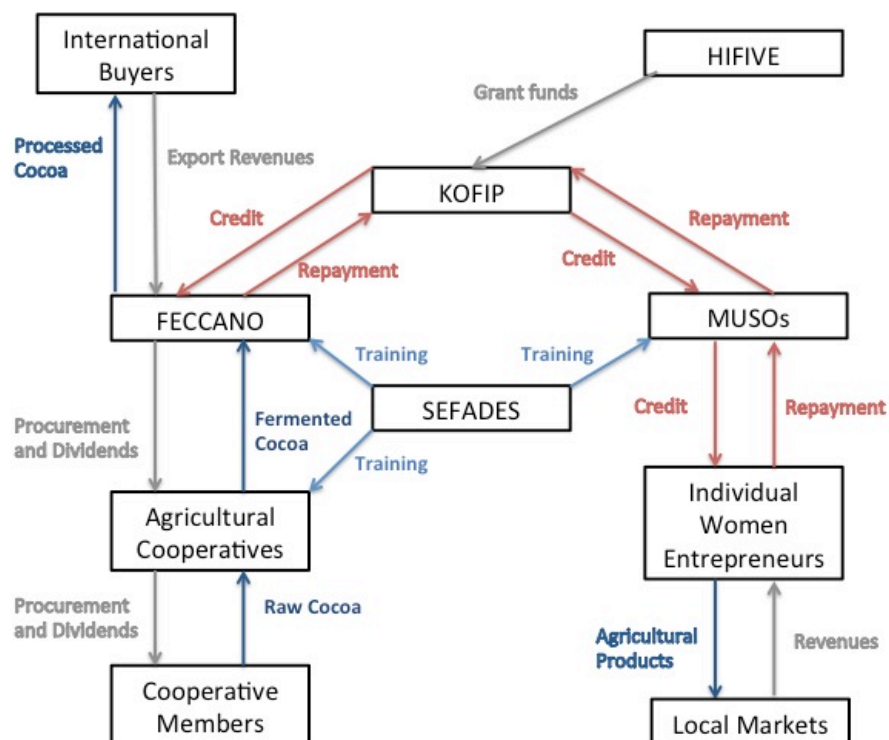 International
Buyers
HIFIVE
Grant funds
Processed
Cocoa
Export Revenues
KOFIP
Credit
Repayment
Repayment
Credit
FECCANO
MUSOs
Training
Training
SEFADES
Procurement
and Dividends
Fermented
Cocoa
Credit
Repayment
Training
Agricultural
Cooperatives
Individual
Women
Entrepreneurs
Procurement
and Dividends
Raw Cocoa
Agricultural
Products
Revenues
Cooperative
Members
Local Markets